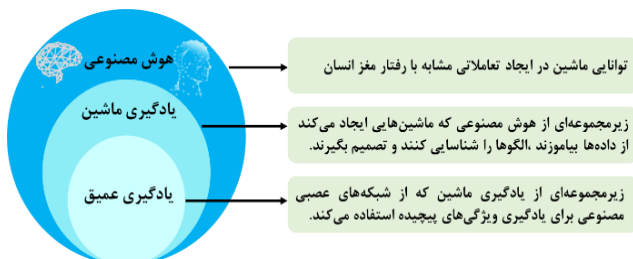 هوش مصنوعی
توانایی ماشین در ایجاد تعاملاتی مشابه با رفتار مغز انسان
یادگیری ماشین
زیرمجموعه‌ای از هوش مصنوعی که ماشین‌هایی ایجاد می‌کند
از داده‌ها بیاموزند ،الگوها را شناسایی کنند و تصمیم بگیرند.
یادگیری عمیق
زیرمجموعه‌ای از یادگیری ماشین که از شبکه‌های عصبی
مصنوعی برای یادگیری ویژگی‌های پیچیده استفاده می‌کند.